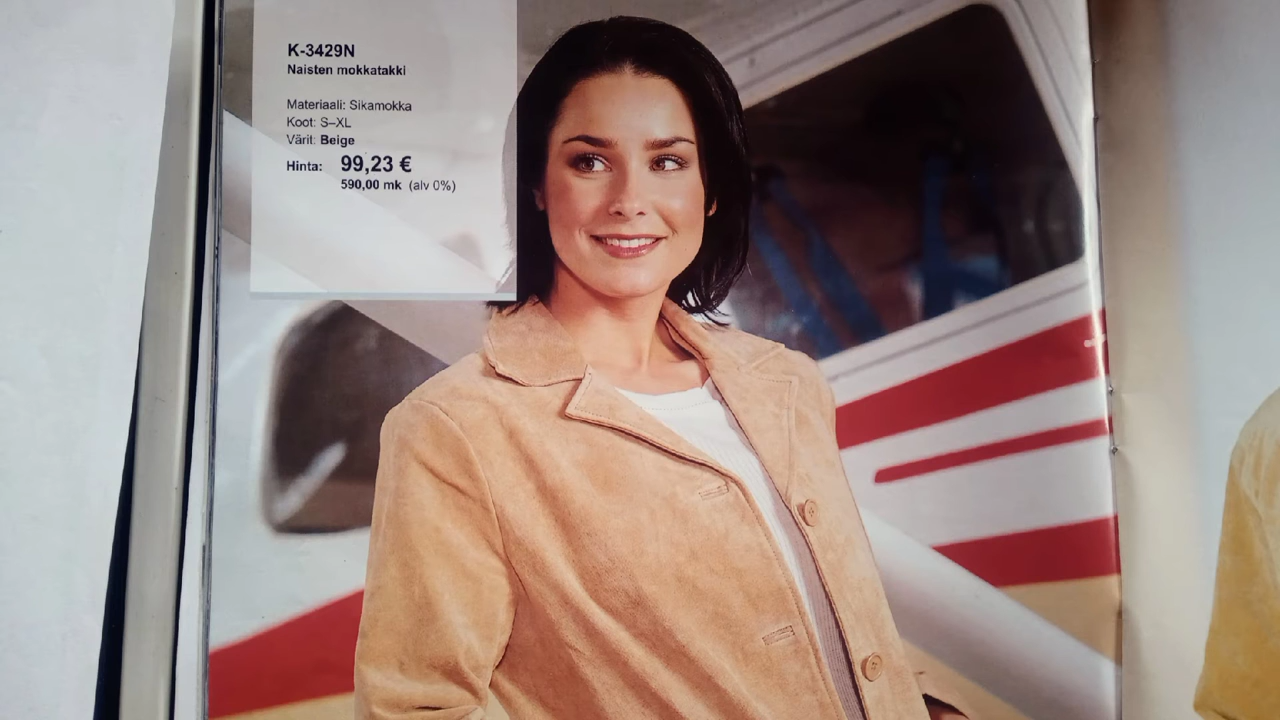 K-3429N
Naisten mokkatakki
Materiaali: Sikamokka
Koot: S–XL
Värit: Beige
Hinta: 99,23 €
590,00 mk (alv 0%)